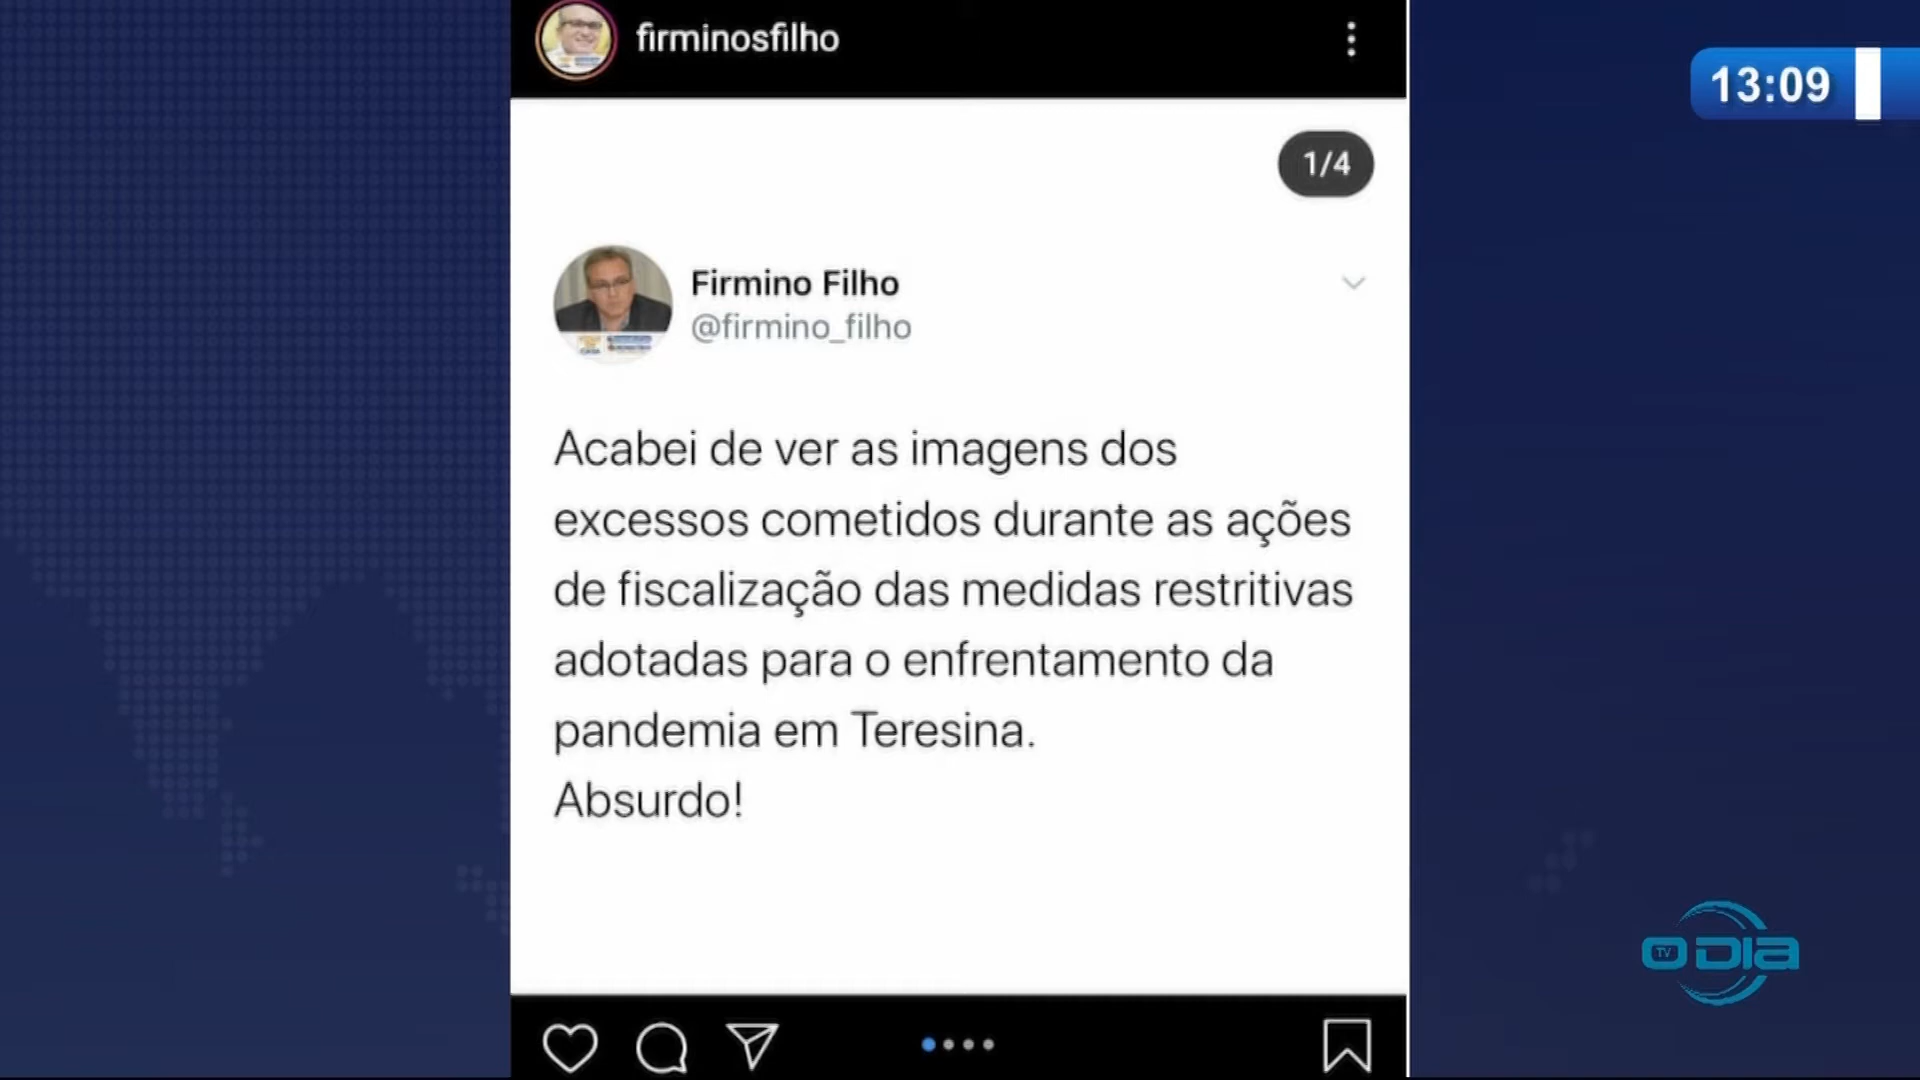 firminosfilho
13:09
1/4
Firmino Filho
@firmino_filho
Acabei de ver as imagens dos
excessos cometidos durante as ações
de fiscalização das medidas restritivas
adotadas para o enfrentamento da
pandemia em Teresina.
Absurdo!
TV
O DIA